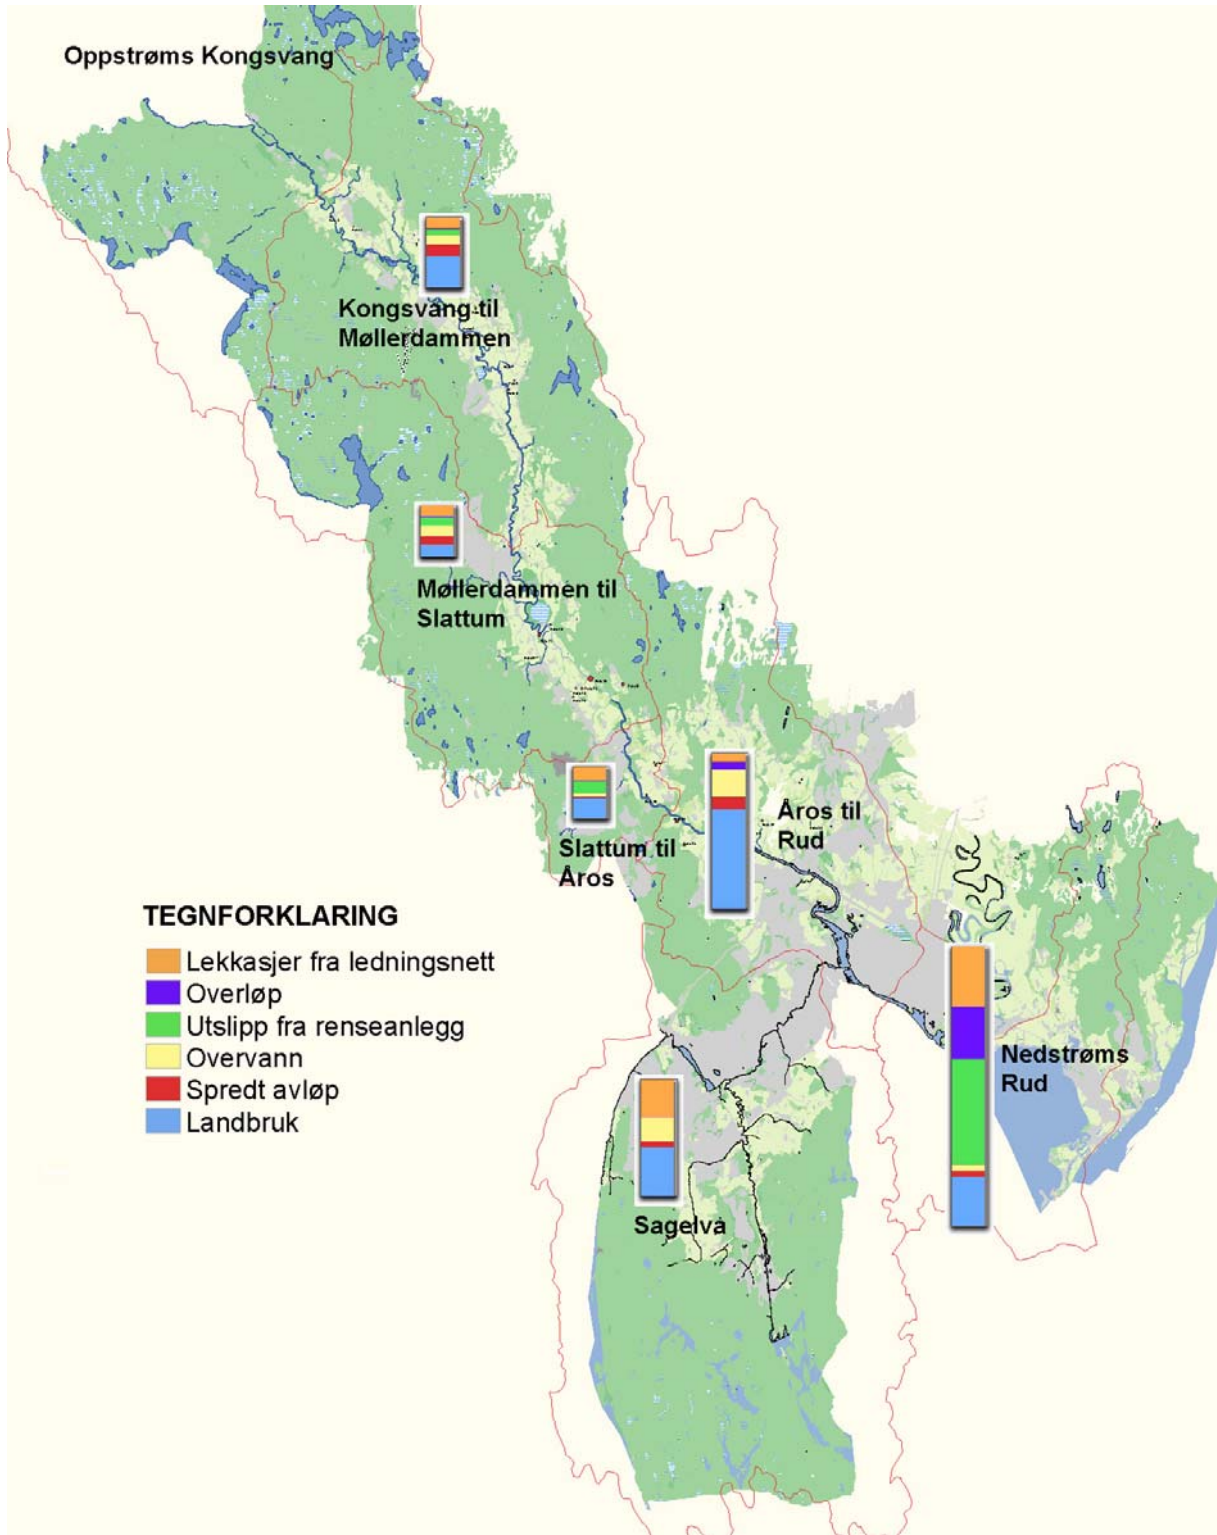 Oppstrøms Kongsvang
Kongsvang til
Møllerdammen
Møllerdammen til
Slattum
Åros til
Rud
Slattum til
Åros
TEGNFORKLARING
Lekkasjer fra ledningsnett
Overløp
Utslipp fra renseanlegg
Overvann
Spredt avløp
Landbruk
Nedstrøms
Rud
Sagelva